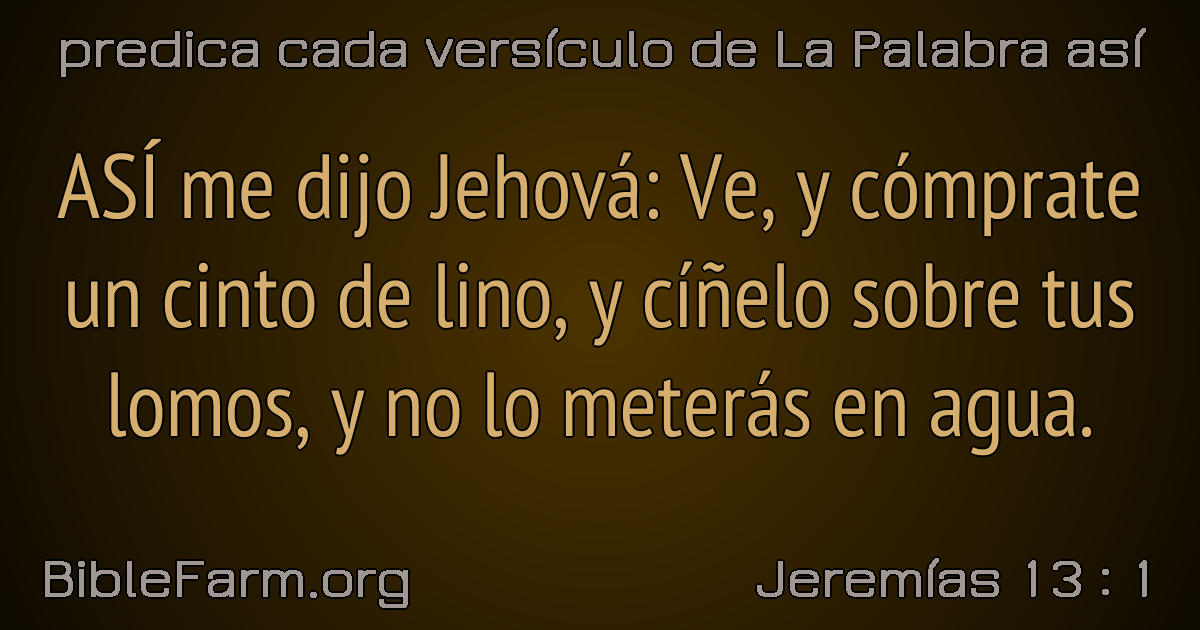 predica cada versículo de La Palabra así
ASÍ me dijo Jehová: Ve, y cómprate
un cinto de lino, y cíñelo sobre tus
lomos, y no lo meterás en agua.
BibleFarm.org
Jeremías 13 : 1